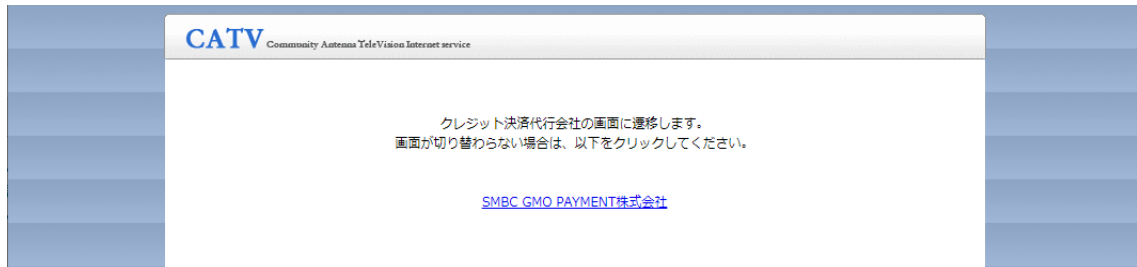 CATV Community Antenna TeleVision Internet service
クレジット決済代行会社の画面に遷移します。
画面が切り替わらない場合は、以下をクリックしてください。
SMBC GMO PAYMENT株式会社